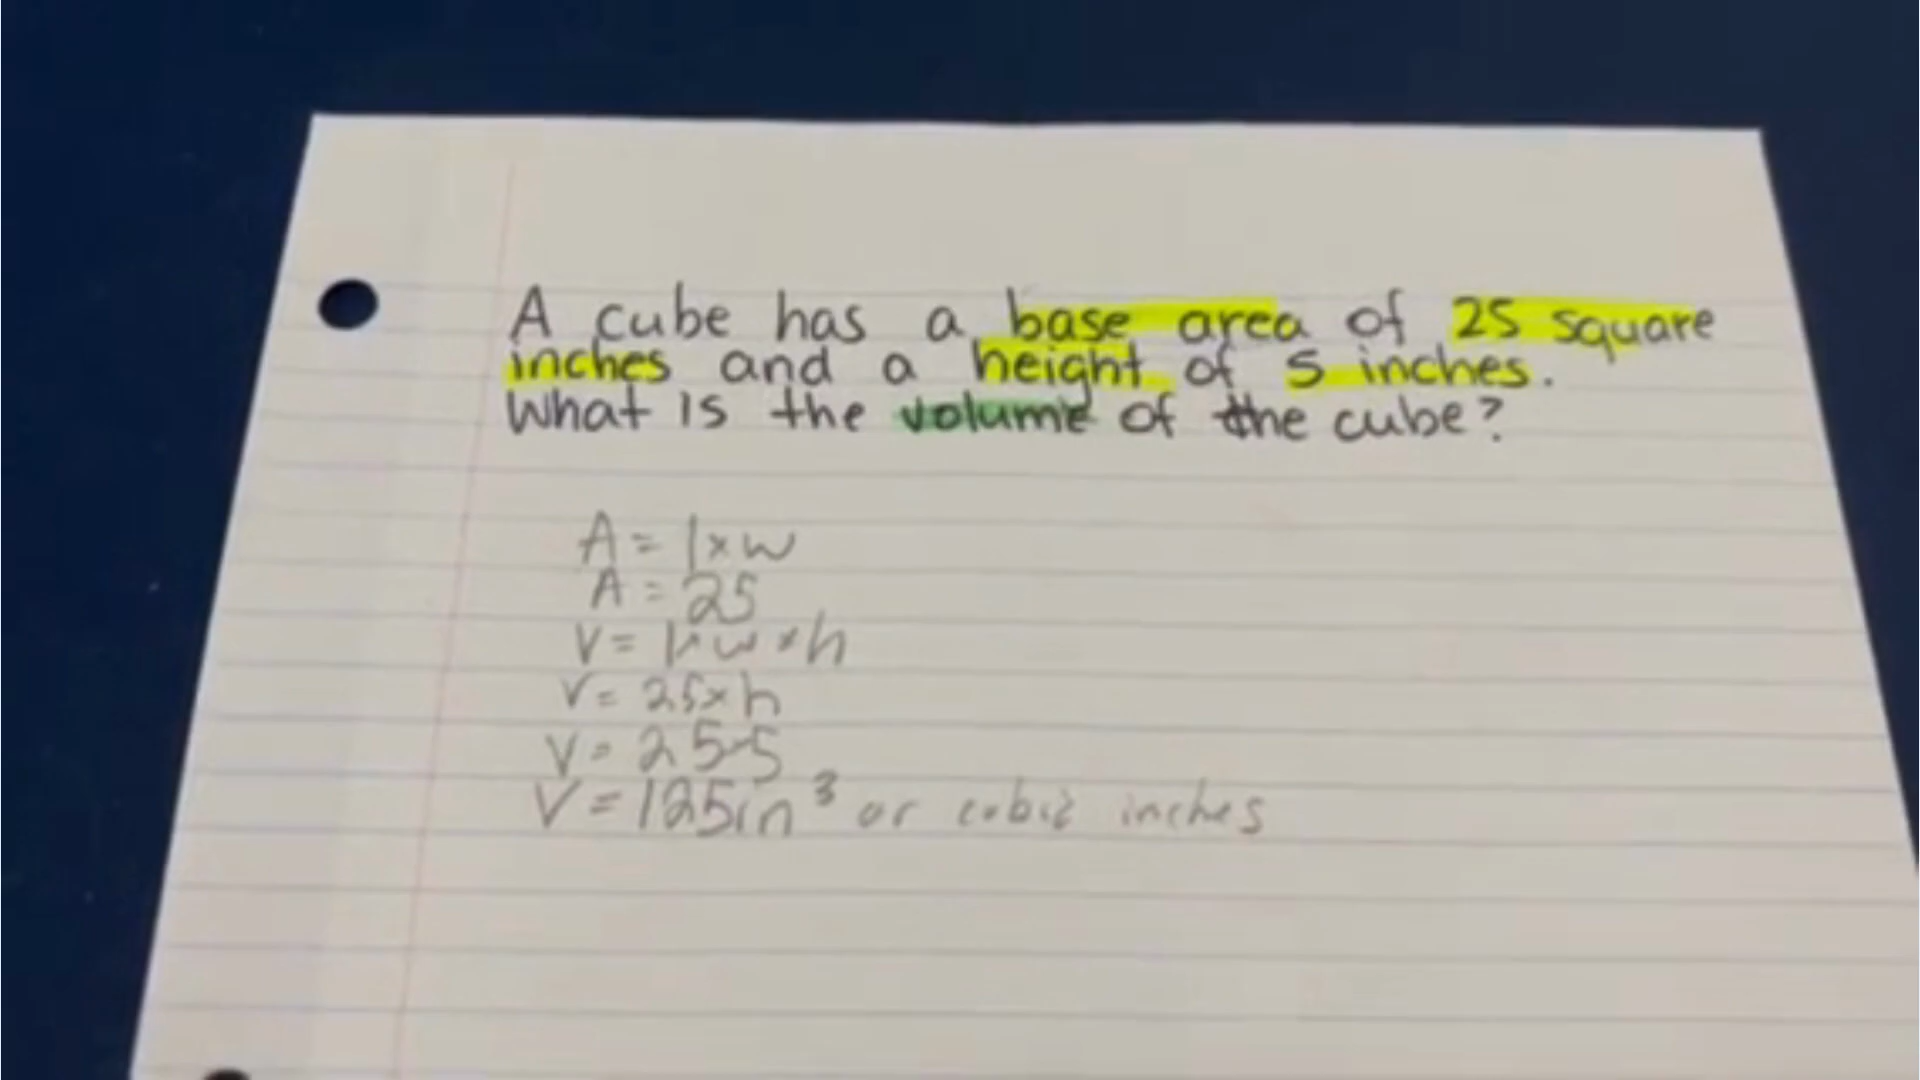 A cube has a base area of 25 square
inches and a height of 5 inches.
What is the volume of the cube?
A = l×w
A = 25
V = l×w×h
V = 25×h
V = 25·5
V = 125in³ or cubic inches